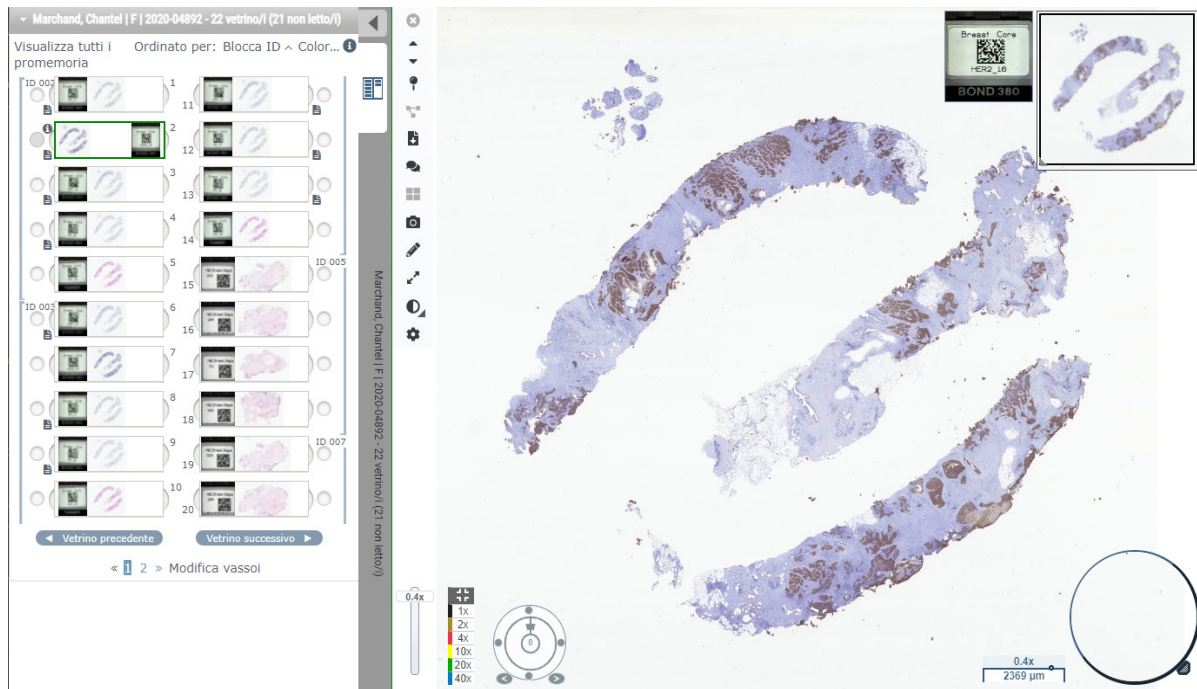 Marchand, Chantel | F | 2020-04892 - 22 vetrino/i (21 non letto/i)
Visualizza tutti i promemoria
Ordinato per: Blocca ID ^ Color...
ID 002
1
11
2
12
3
13
4
14
5
ID 005
15
ID 003
6
16
7
17
8
18
9
ID 007
19
10
20
Vetrino precedente
Vetrino successivo
« 1 2 » Modifica vassoi
Marchand, Chantel | F | 2020-04892 - 22 vetrino/i (21 non letto/i)
0.4x
1x
2x
4x
10x
20x
40x
0
Breast Core
HER2_16
BOND 380
0.4x
2369 µm